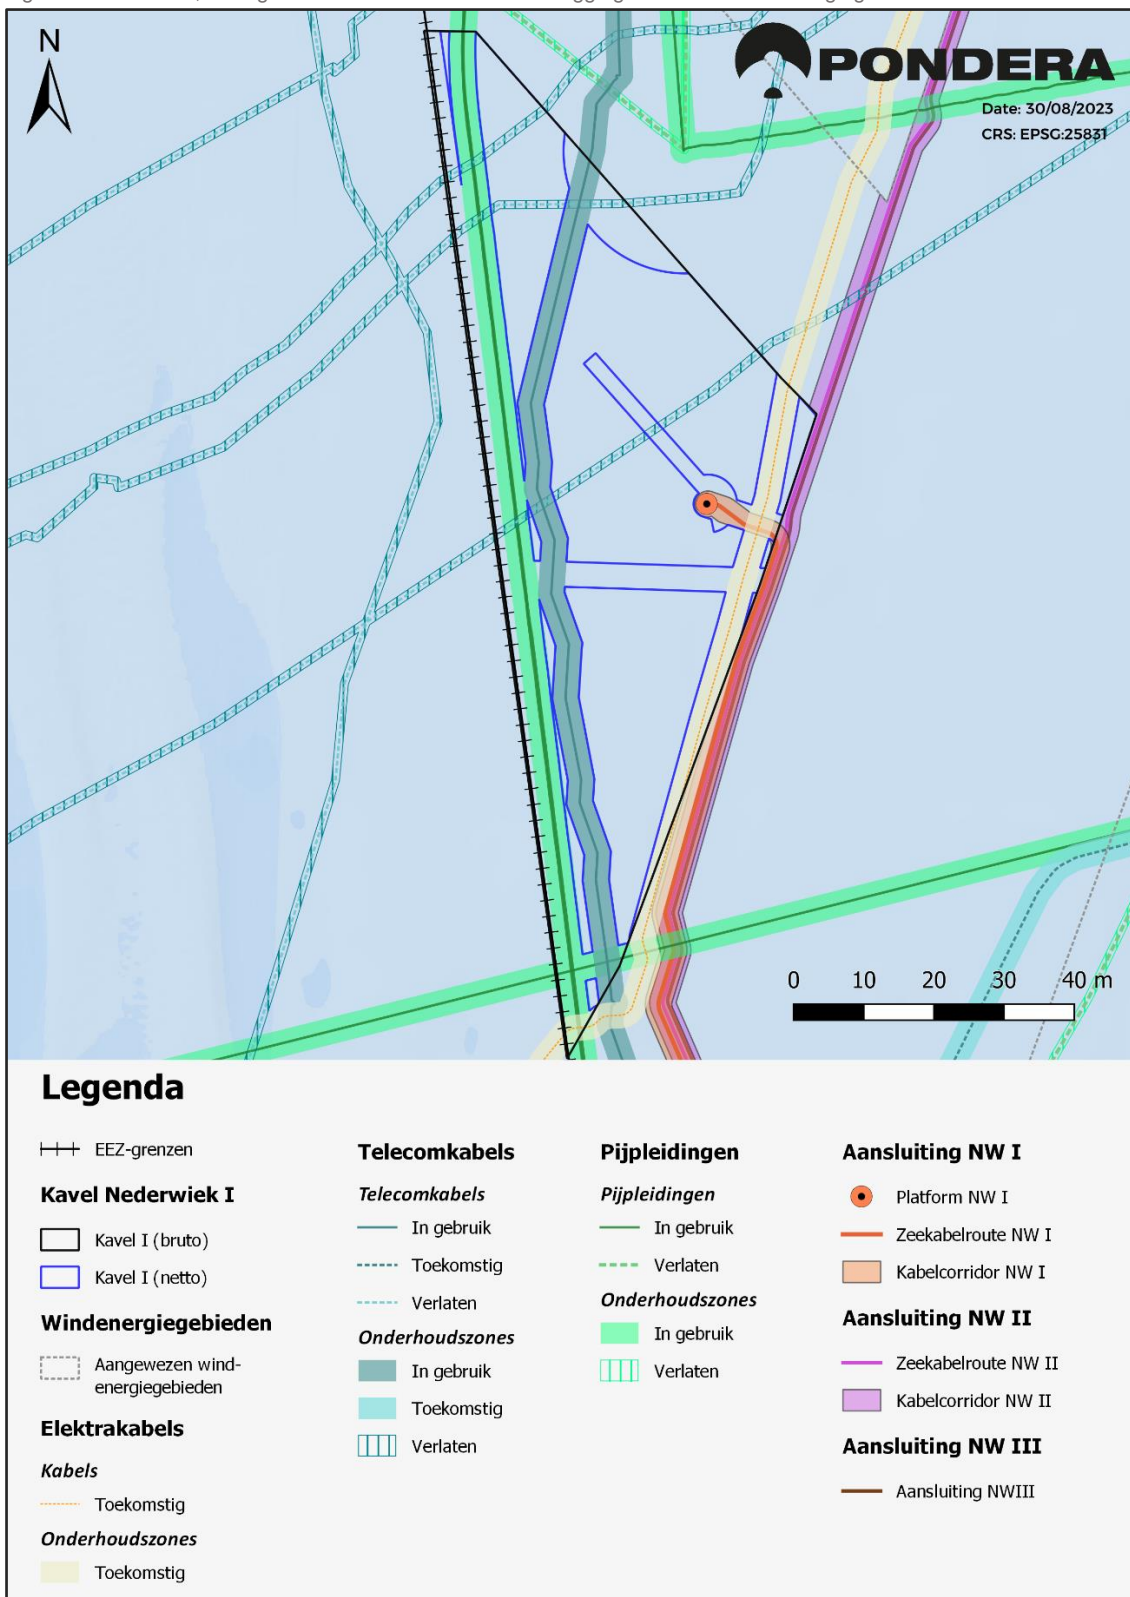 N
PONDERA
Date: 30/08/2023
CRS: EPSG:25831
0 10 20 30 40 m
Legenda
EEZ-grenzen
Kavel Nederwiek I
Kavel I (bruto)
Kavel I (netto)
Windenergiegebieden
Aangewezen wind-
energiegebieden
Elektrakabels
Kabels
Toekomstig
Onderhoudszones
Toekomstig
Telecomkabels
Telecomkabels
In gebruik
Toekomstig
Verlaten
Onderhoudszones
In gebruik
Toekomstig
Verlaten
Pijpleidingen
Pijpleidingen
In gebruik
Verlaten
Onderhoudszones
In gebruik
Verlaten
Aansluiting NW I
Platform NW I
Zeekabelroute NW I
Kabelcorridor NW I
Aansluiting NW II
Zeekabelroute NW II
Kabelcorridor NW II
Aansluiting NW III
Aansluiting NWIII